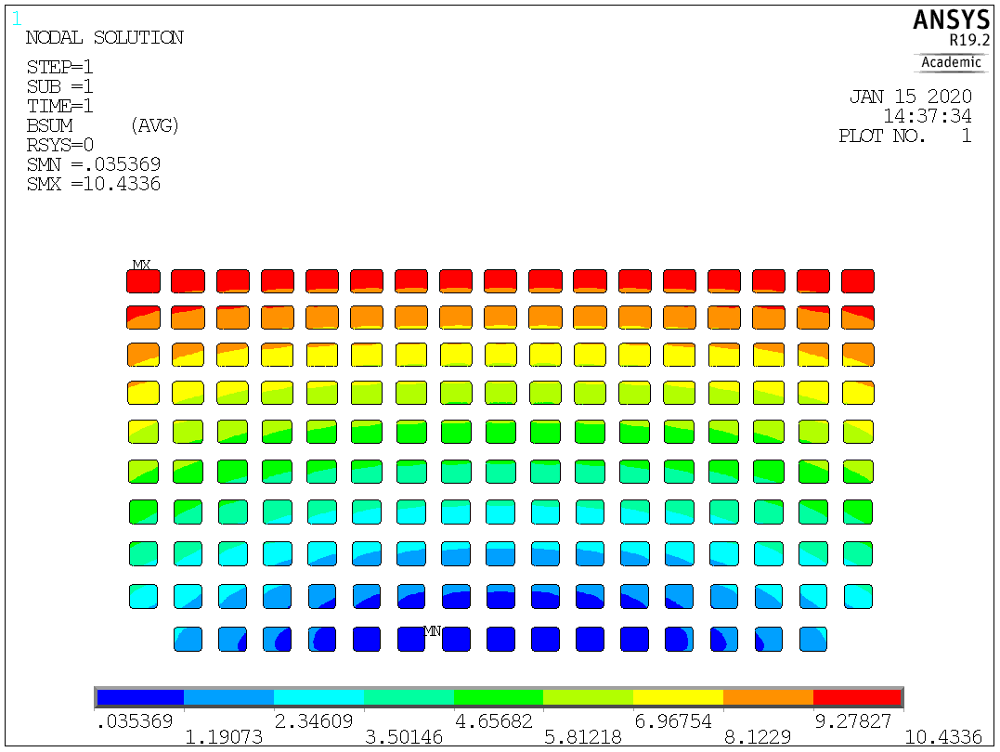 1
NODAL SOLUTION
STEP=1
SUB =1
TIME=1
BSUM (AVG)
RSYS=0
SMN =.035369
SMX =10.4336
ANSYS
R19.2
Academic
JAN 15 2020
14:37:34
PLOT NO. 1
MX
MN
.035369 2.34609 4.65682 6.96754 9.27827
1.19073 3.50146 5.81218 8.1229 10.4336